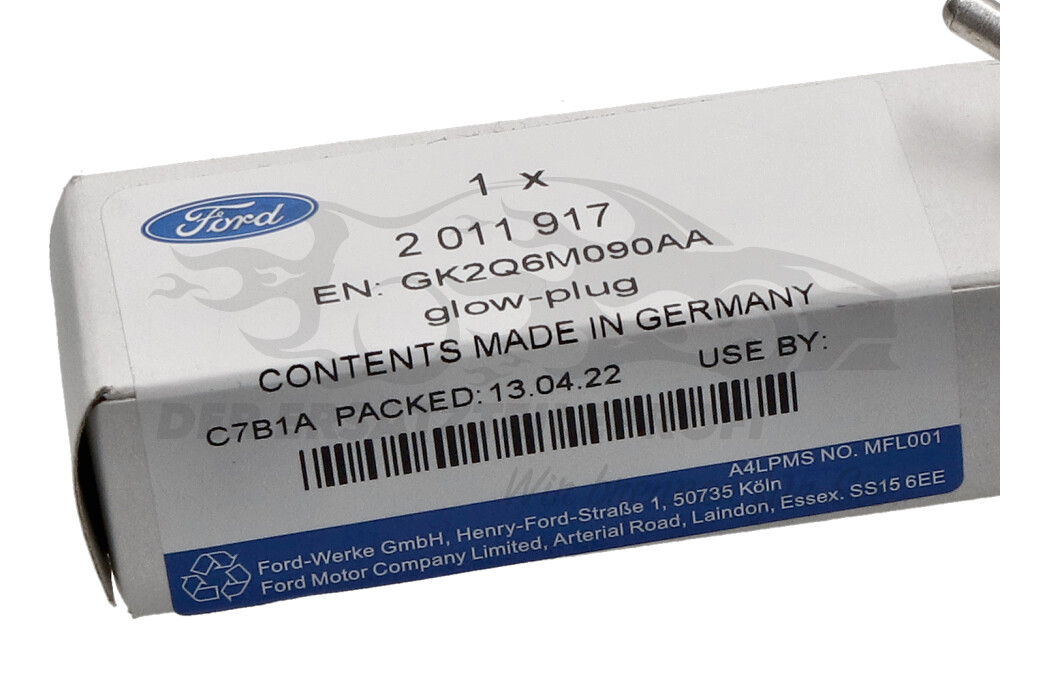 Ford
1 x
2 011 917
EN: GK2Q6M090AA
glow-plug
CONTENTS MADE IN GERMANY
C7B1A PACKED: 13.04.22 USE BY:
A4LPMS NO. MFL001
Ford-Werke GmbH, Henry-Ford-Straße 1, 50735 Köln
Ford Motor Company Limited, Arterial Road, Laindon, Essex. SS15 6EE